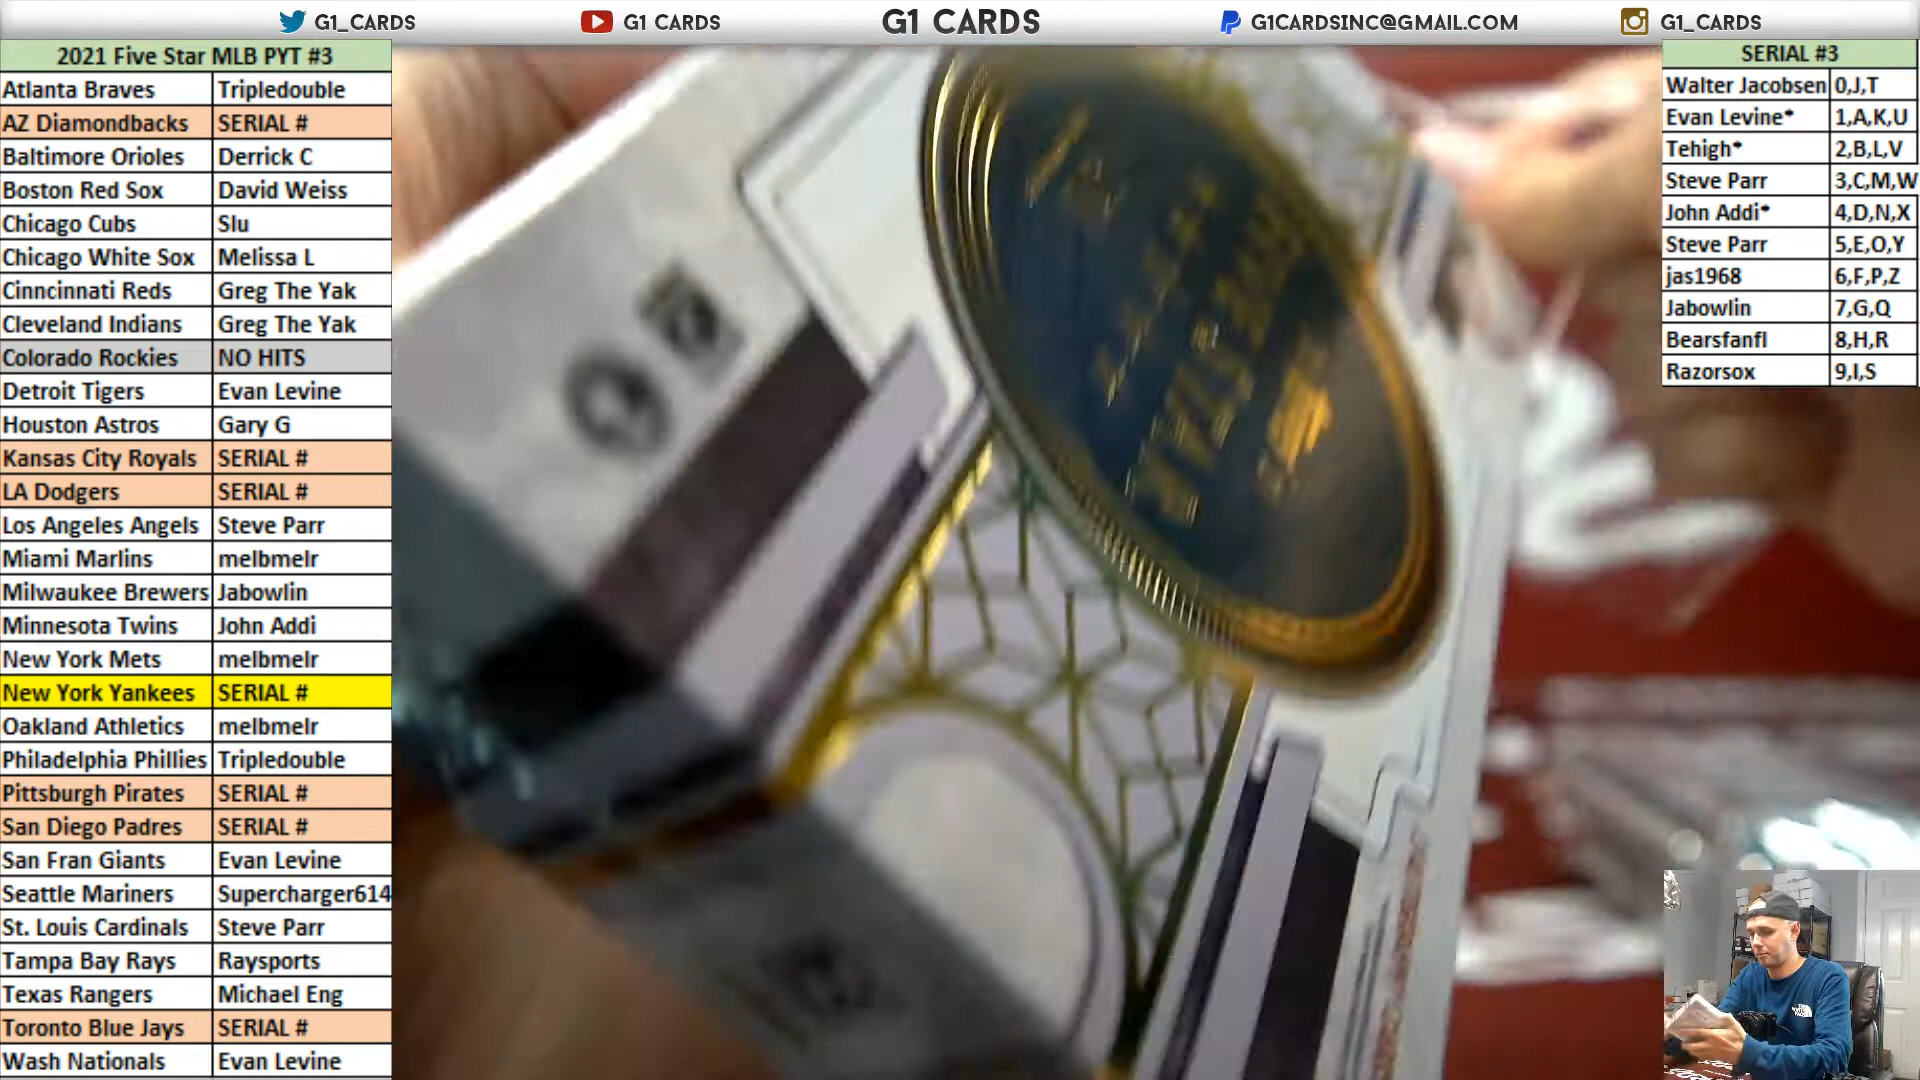 G1_CARDS G1 CARDS G1 CARDS G1CARDSINC@GMAIL.COM G1_CARDS
2021 Five Star MLB PYT #3
Atlanta Braves Tripledouble
AZ Diamondbacks SERIAL #
Baltimore Orioles Derrick C
Boston Red Sox David Weiss
Chicago Cubs Slu
Chicago White Sox Melissa L
Cinncinnati Reds Greg The Yak
Cleveland Indians Greg The Yak
Colorado Rockies NO HITS
Detroit Tigers Evan Levine
Houston Astros Gary G
Kansas City Royals SERIAL #
LA Dodgers SERIAL #
Los Angeles Angels Steve Parr
Miami Marlins melbmelr
Milwaukee Brewers Jabowlin
Minnesota Twins John Addi
New York Mets melbmelr
New York Yankees SERIAL #
Oakland Athletics melbmelr
Philadelphia Phillies Tripledouble
Pittsburgh Pirates SERIAL #
San Diego Padres SERIAL #
San Fran Giants Evan Levine
Seattle Mariners Supercharger614
St. Louis Cardinals Steve Parr
Tampa Bay Rays Raysports
Texas Rangers Michael Eng
Toronto Blue Jays SERIAL #
Wash Nationals Evan Levine
SERIAL #3
Walter Jacobsen 0,J,T
Evan Levine* 1,A,K,U
Tehigh* 2,B,L,V
Steve Parr 3,C,M,W
John Addi* 4,D,N,X
Steve Parr 5,E,O,Y
jas1968 6,F,P,Z
Jabowlin 7,G,Q
Bearsfanfl 8,H,R
Razorsox 9,I,S